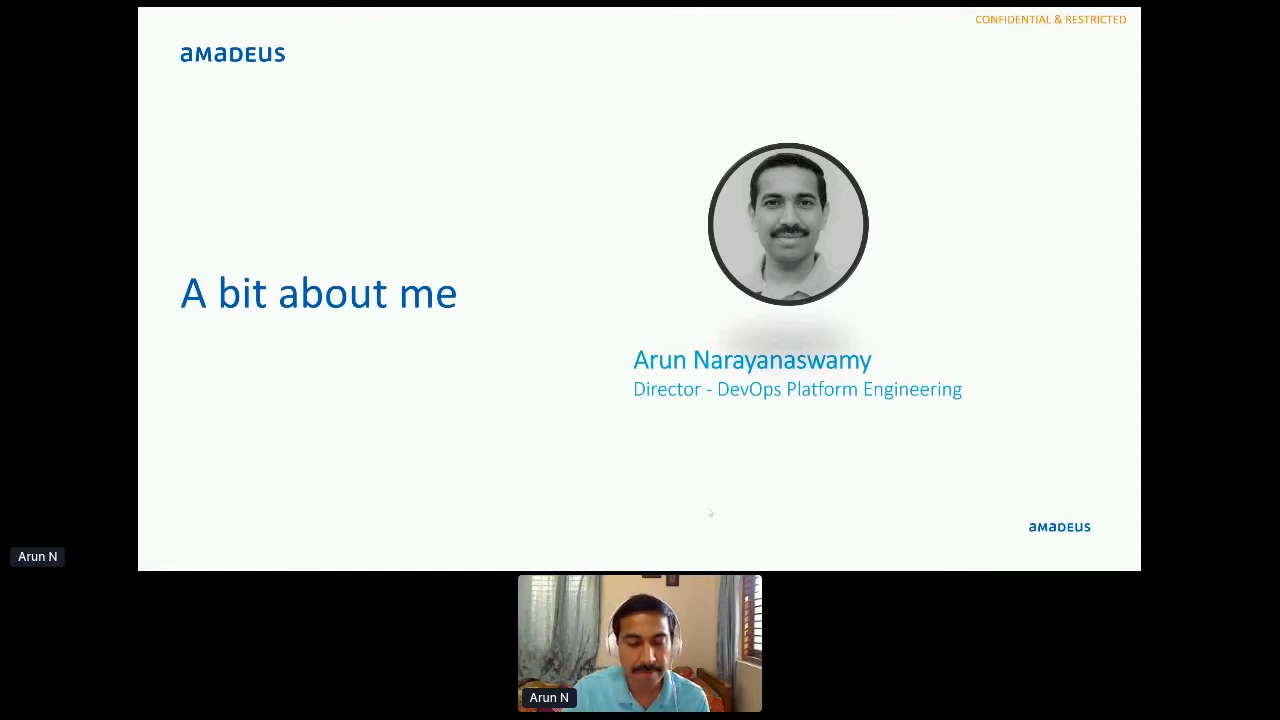 CONFIDENTIAL & RESTRICTED
amadeus
A bit about me
Arun Narayanaswamy
Director - DevOps Platform Engineering
amadeus
Arun N
Arun N